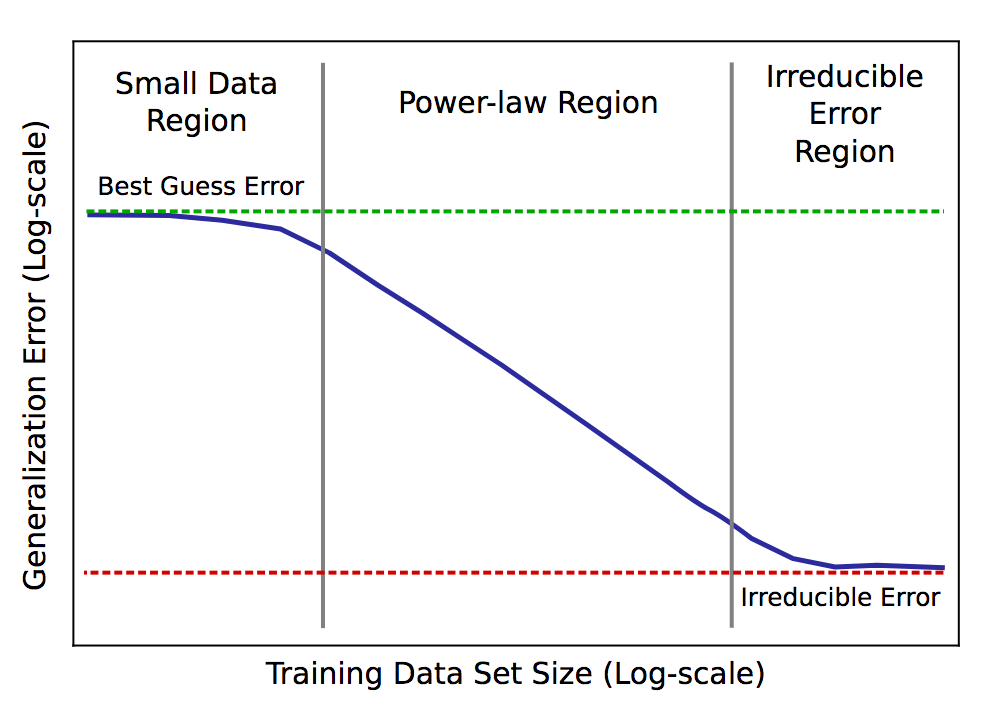 Small Data
Region
Power-law Region
Irreducible
Error
Region
Best Guess Error
Irreducible Error
Generalization Error (Log-scale)
Training Data Set Size (Log-scale)